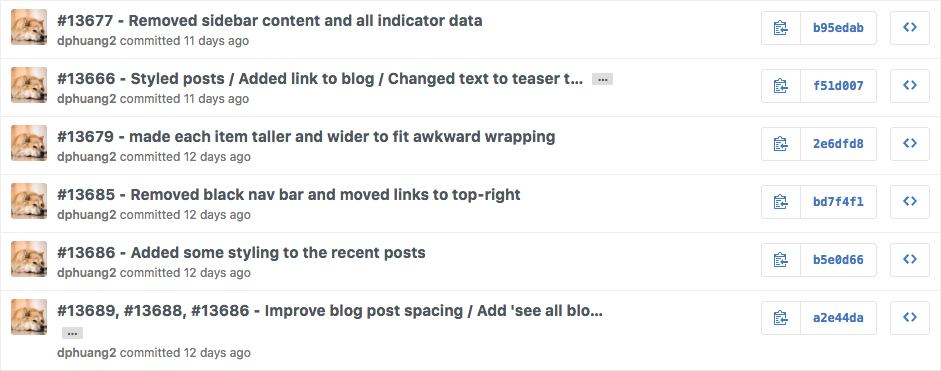 #13677 - Removed sidebar content and all indicator data
dphuang2 committed 11 days ago
b95edab
#13666 - Styled posts / Added link to blog / Changed text to teaser t... ...
dphuang2 committed 11 days ago
f51d007
#13679 - made each item taller and wider to fit awkward wrapping
dphuang2 committed 12 days ago
2e6dfd8
#13685 - Removed black nav bar and moved links to top-right
dphuang2 committed 12 days ago
bd7f4f1
#13686 - Added some styling to the recent posts
dphuang2 committed 12 days ago
b5e0d66
#13689, #13688, #13686 - Improve blog post spacing / Add 'see all blo...
...
dphuang2 committed 12 days ago
a2e44da